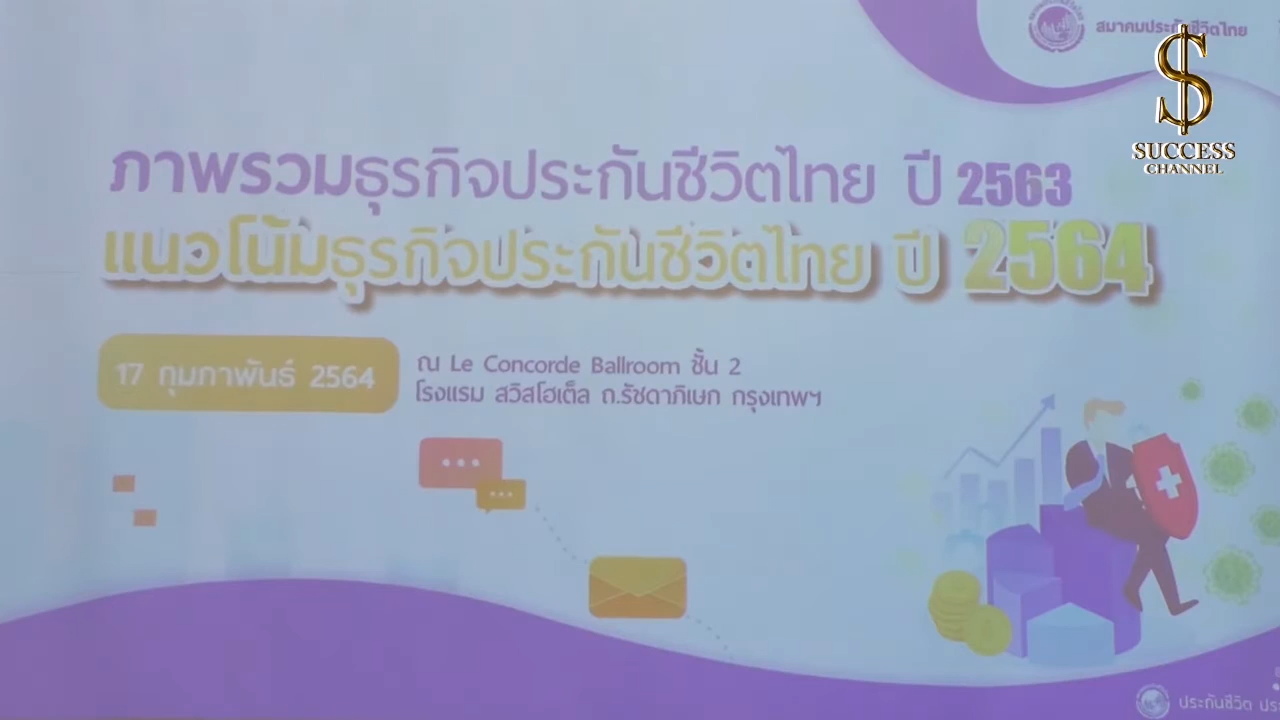 สมาคมประกันชีวิตไทย
SUCCESS
CHANNEL
ภาพรวมธุรกิจประกันชีวิตไทย ปี 2563
แนวโน้มธุรกิจประกันชีวิตไทย ปี 2564
17 กุมภาพันธ์ 2564
ณ Le Concorde Ballroom ชั้น 2
โรงแรม สวิสโฮเต็ล ถ.รัชดาภิเษก กรุงเทพฯ
ประกันชีวิต